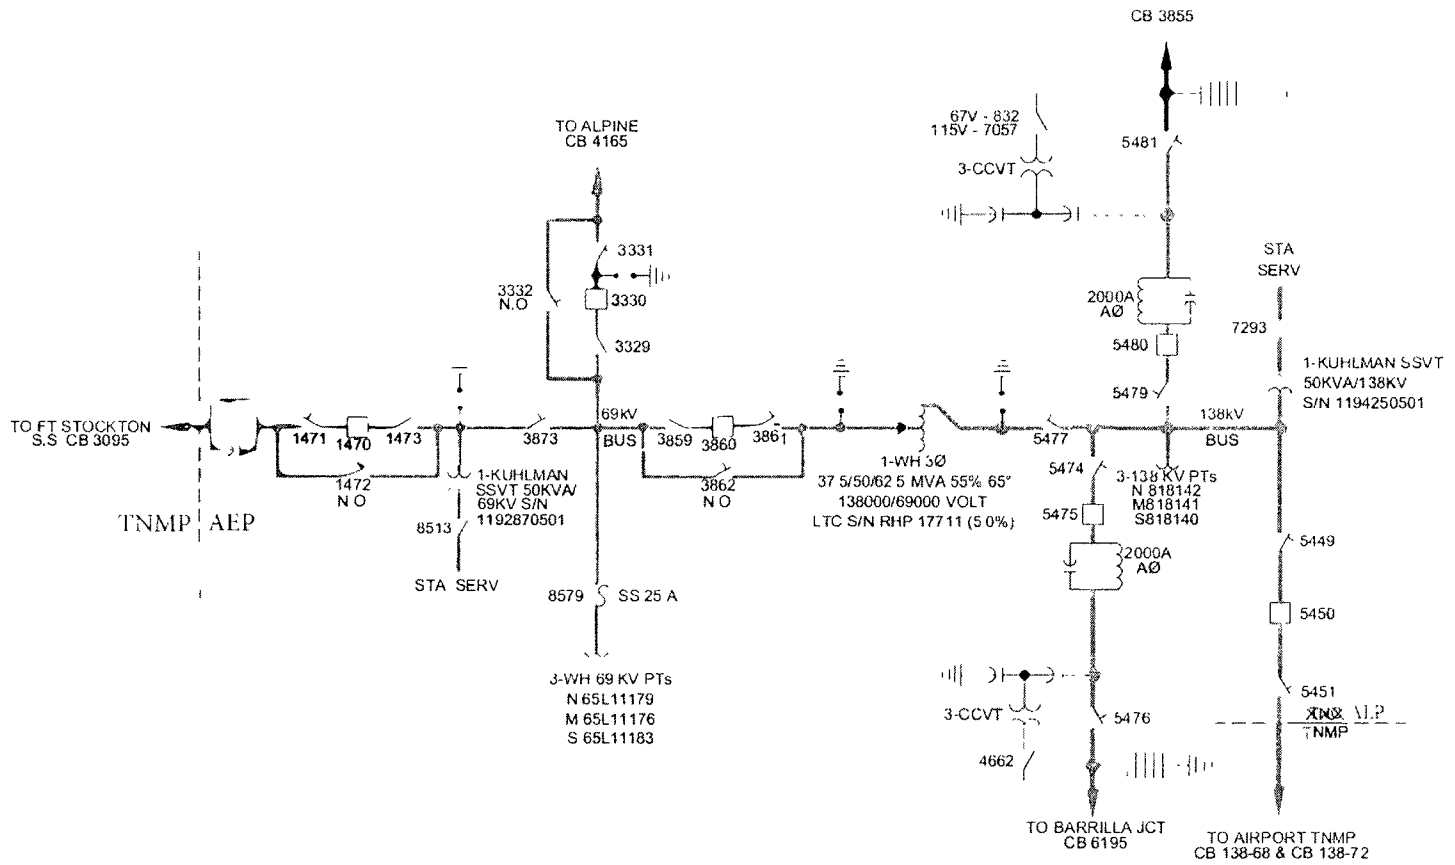 CB 3855
67V - 832
115V - 7057
3-CCVT
5481
TO ALPINE
CB 4165
3331
3332
N.O
3330
3329
2000A
AØ
5480
5479
STA
SERV
7293
1-KUHLMAN SSVT
50KVA/138KV
S/N 1194250501
TO FT STOCKTON
S.S CB 3095
1471
1470
1473
1472
N O
3873
69KV
BUS
3859
3860
3861
3862
N O
5477
138kV
BUS
1-KUHLMAN
SSVT 50KVA/
69KV S/N
1192870501
8513
STA SERV
TNMP
AEP
1-WH 3Ø
37 5/50/62 5 MVA 55% 65°
138000/69000 VOLT
LTC S/N RHP 17711 (5 0%)
5474
5475
3-138 KV PTs
N 818142
M818141
S818140
2000A
AØ
8579
SS 25 A
3-WH 69 KV PTs
N 65L11179
M 65L11176
S 65L11183
3-CCVT
4662
5476
5449
5450
5451
TNMP
TO BARRILLA JCT
CB 6195
TO AIRPORT TNMP
CB 138-68 & CB 138-72